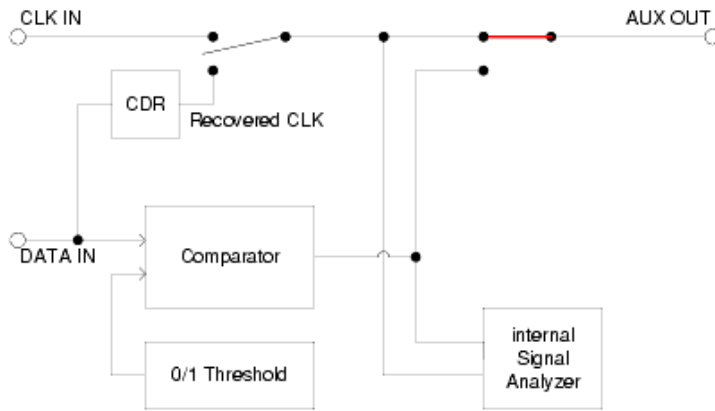 CLK IN
AUX OUT
CDR
Recovered CLK
DATA IN
Comparator
0/1 Threshold
internal
Signal
Analyzer